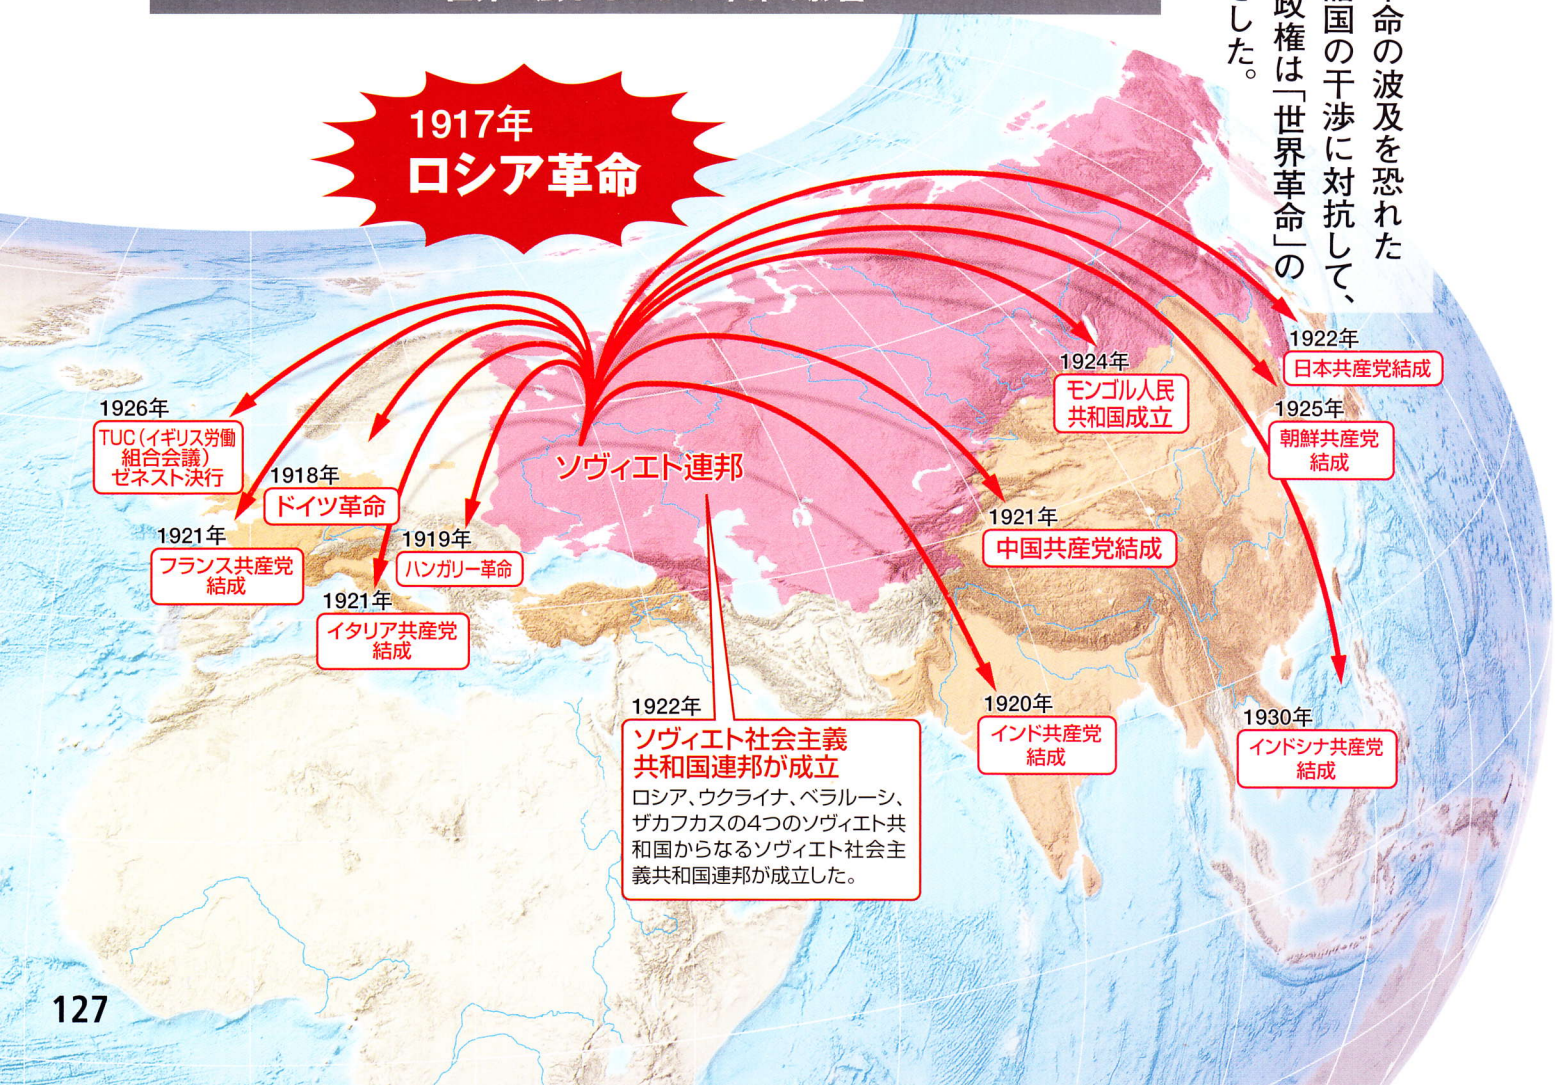 命の波及を恐れた
国の干渉に対抗して、
政権は「世界革命」の
した。
1917年
ロシア革命
1926年
TUC（イギリス労働
組合会議）
ゼネスト決行
1918年
ドイツ革命
1921年
フランス共産党
結成
1919年
ハンガリー革命
1921年
イタリア共産党
結成
ソヴィエト連邦
1922年
ソヴィエト社会主義
共和国連邦が成立
ロシア、ウクライナ、ベラルーシ、
ザカフカスの4つのソヴィエト共
和国からなるソヴィエト社会主
義共和国連邦が成立した。
1924年
モンゴル人民
共和国成立
1922年
日本共産党結成
1925年
朝鮮共産党
結成
1921年
中国共産党結成
1920年
インド共産党
結成
1930年
インドシナ共産党
結成
127